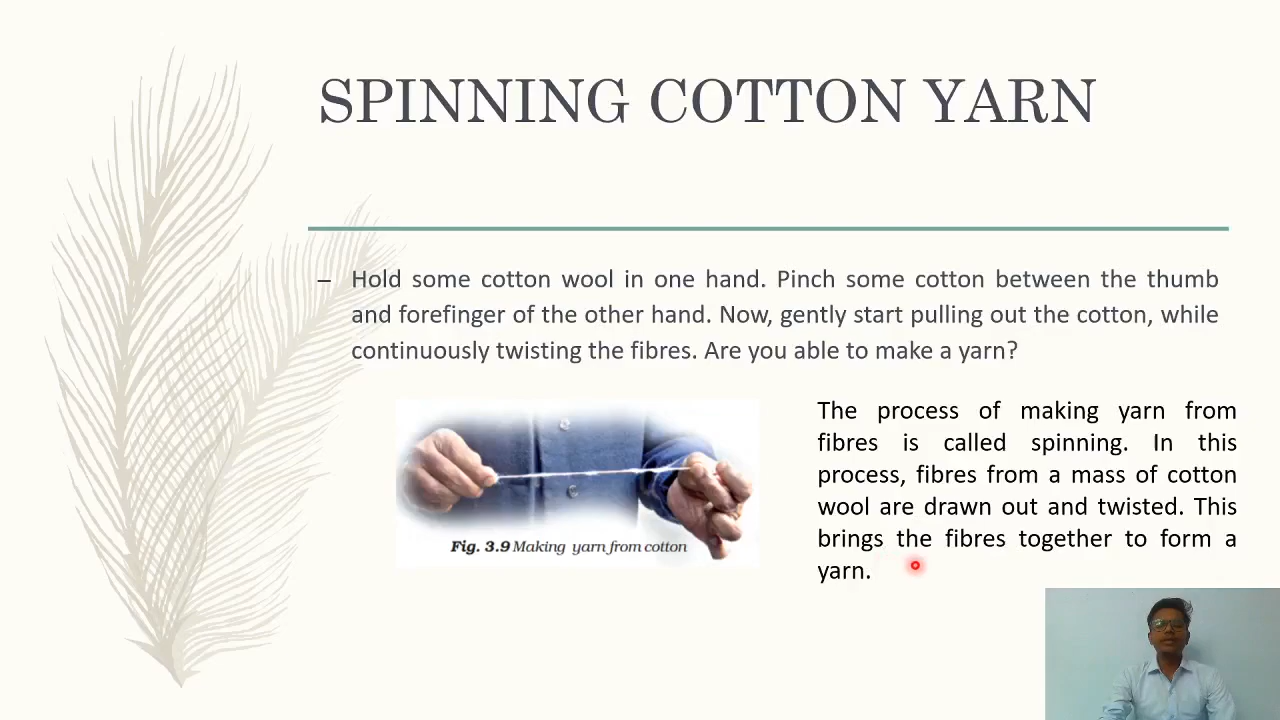 SPINNING COTTON YARN
– Hold some cotton wool in one hand. Pinch some cotton between the thumb
and forefinger of the other hand. Now, gently start pulling out the cotton, while
continuously twisting the fibres. Are you able to make a yarn?
The process of making yarn from
fibres is called spinning. In this
process, fibres from a mass of cotton
wool are drawn out and twisted. This
brings the fibres together to form a
yarn.
Fig. 3.9 Making yarn from cotton